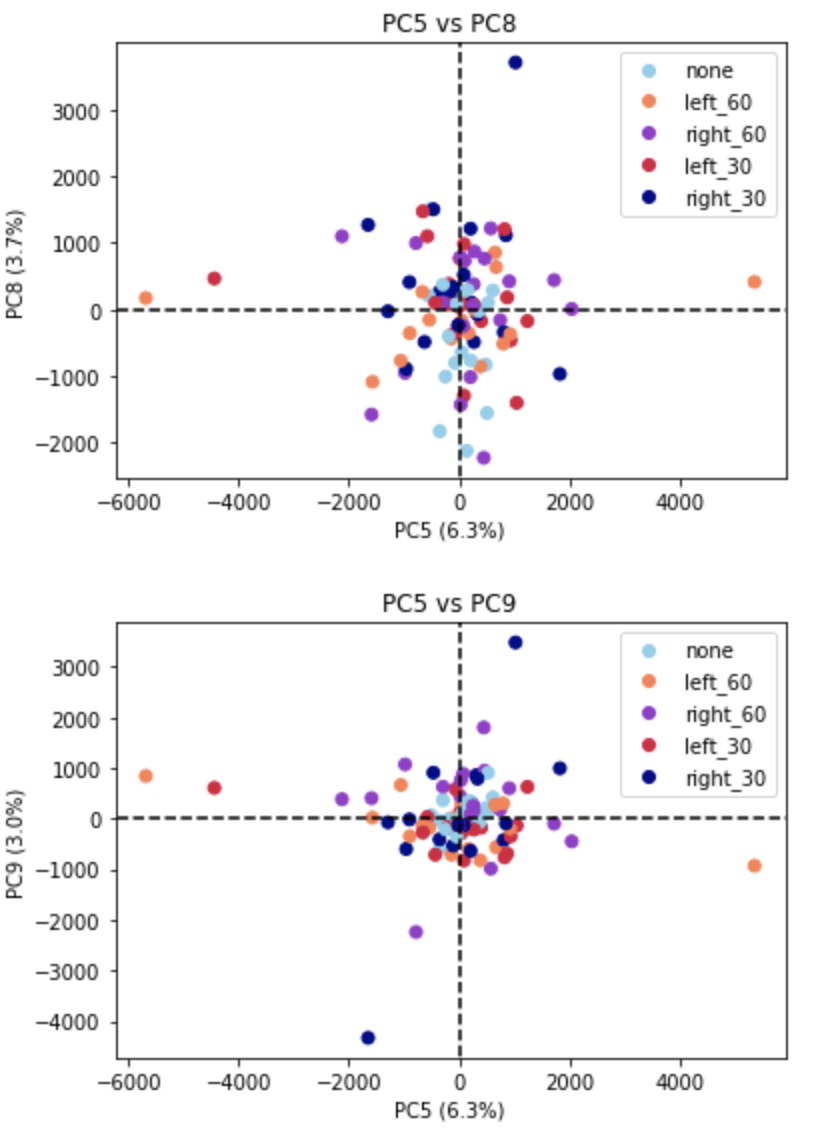 PC5 vs PC8
none
left_60
right_60
left_30
right_30
3000
2000
1000
0
−1000
−2000
PC8 (3.7%)
−6000 −4000 −2000 0 2000 4000
PC5 (6.3%)
PC5 vs PC9
none
left_60
right_60
left_30
right_30
3000
2000
1000
0
−1000
−2000
−3000
−4000
PC9 (3.0%)
−6000 −4000 −2000 0 2000 4000
PC5 (6.3%)